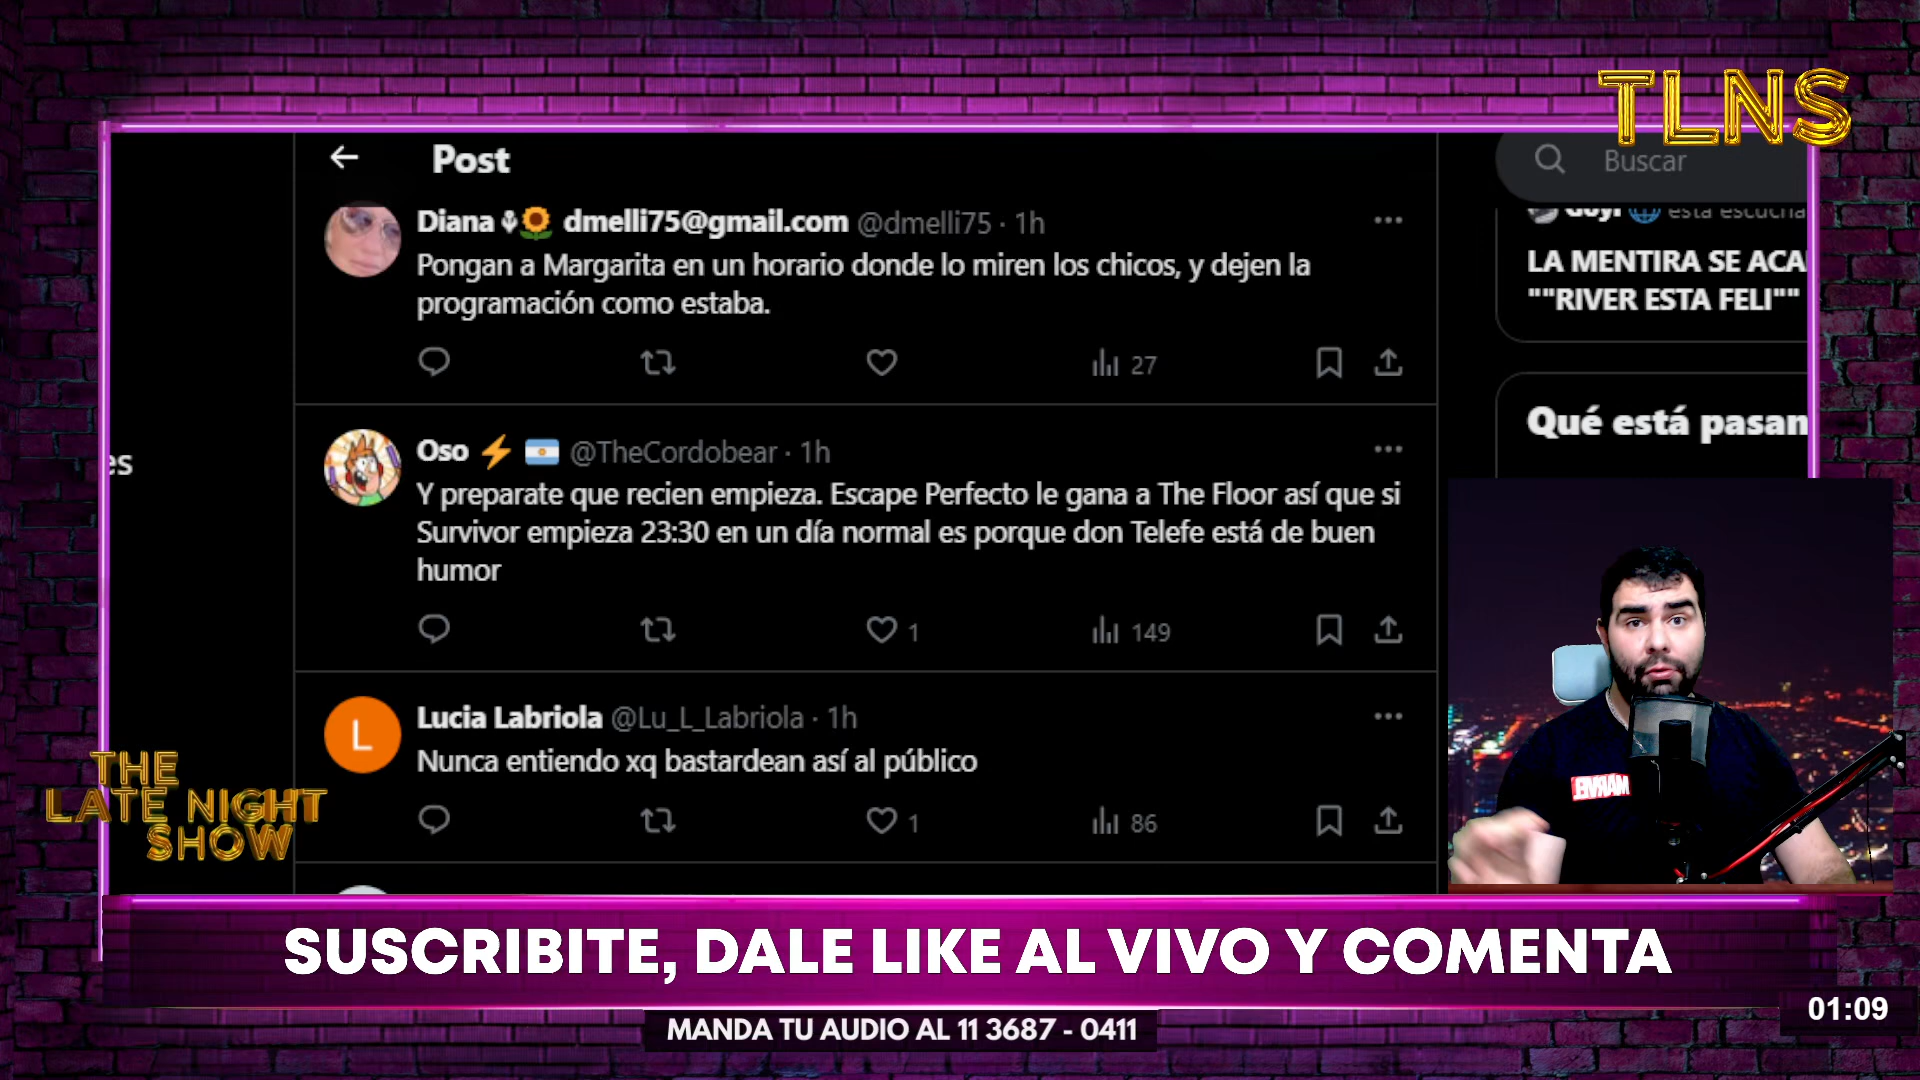 TLNS
Post
Buscar
Diana dmelli75@gmail.com @dmelli75 · 1h
Pongan a Margarita en un horario donde lo miren los chicos, y dejen la
programación como estaba.
27
está escucha
LA MENTIRA SE ACA
""RIVER ESTA FELI""
Qué está pasan
es
Oso @TheCordobear · 1h
Y preparate que recien empieza. Escape Perfecto le gana a The Floor así que si
Survivor empieza 23:30 en un día normal es porque don Telefe está de buen
humor
1 149
L
Lucia Labriola @Lu_L_Labriola · 1h
Nunca entiendo xq bastardean así al público
1 86
THE
LATE NIGHT
SHOW
MARVEL
SUSCRIBITE, DALE LIKE AL VIVO Y COMENTA
01:09
MANDA TU AUDIO AL 11 3687 - 0411